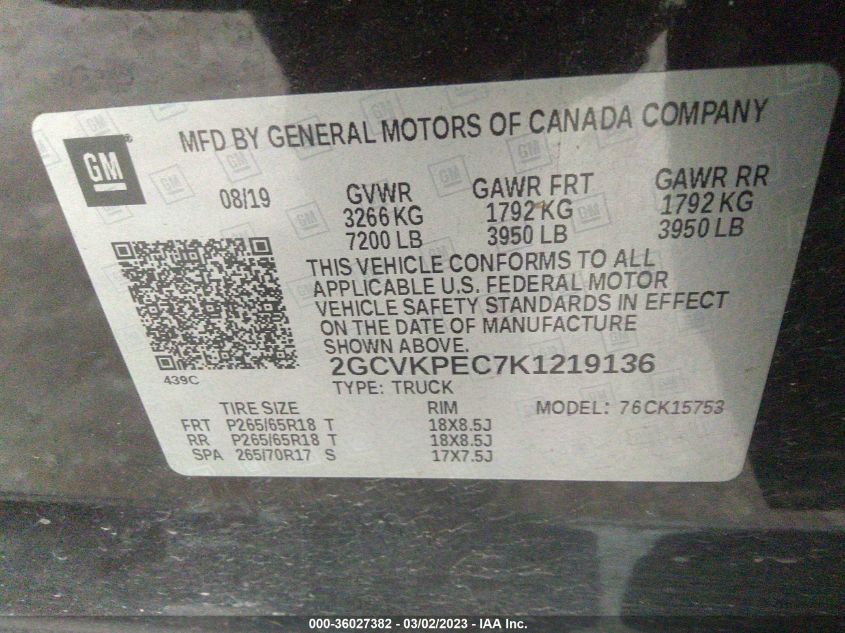 MFD BY GENERAL MOTORS OF CANADA COMPANY
GM
08/19
GVWR GAWR FRT GAWR RR
3266 KG 1792 KG 1792 KG
7200 LB 3950 LB 3950 LB
THIS VEHICLE CONFORMS TO ALL
APPLICABLE U.S. FEDERAL MOTOR
VEHICLE SAFETY STANDARDS IN EFFECT
ON THE DATE OF MANUFACTURE
SHOWN ABOVE.
2GCVKPEC7K1219136
439C
TYPE: TRUCK
TIRE SIZE RIM MODEL: 76CK15753
FRT P265/65R18 T 18X8.5J
RR P265/65R18 T 18X8.5J
SPA 265/70R17 S 17X7.5J
000-36027382 - 03/02/2023 - IAA Inc.